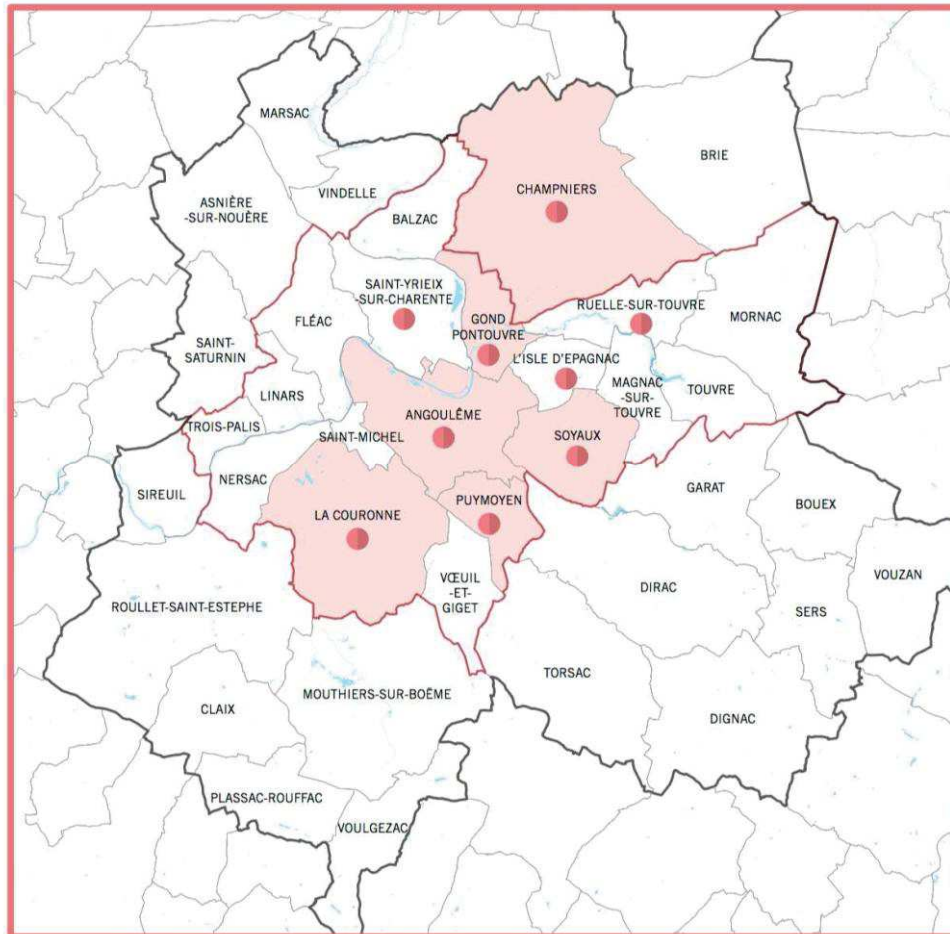 MARSAC
BRIE
CHAMPNIERS
VINDELLE
ASNIÈRE
-SUR-NOUÈRE
BALZAC
SAINT-YRIEIX
-SUR-CHARENTE
RUELLE-SUR-TOUVRE
MORNAC
FLÉAC
GOND
PONTOUVRE
SAINT-
SATURNIN
L'ISLE D'EPAGNAC
MAGNAC
-SUR-
TOUVRE
TOUVRE
LINARS
ANGOULÊME
TROIS-PALIS
SAINT-MICHEL
SOYAUX
NERSAC
SIREUIL
GARAT
BOUEX
PUYMOYEN
LA COURONNE
VŒUIL
-ET-
GIGET
DIRAC
VOUZAN
ROULLET-SAINT-ESTEPHE
SERS
TORSAC
MOUTHIERS-SUR-BOËME
CLAIX
DIGNAC
PLASSAC-ROUFFAC
VOULGEZAC